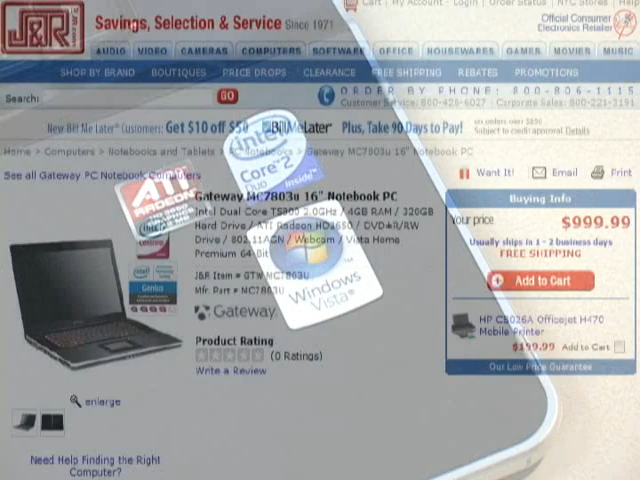 J&R.com
Savings, Selection & Service Since 1971
Cart | My Account - Login | Order Status | NYC Stores | Help
Official Consumer
Electronics Retailer
AUDIO VIDEO CAMERAS COMPUTERS SOFTWARE OFFICE HOUSEWARES GAMES MOVIES MUSIC
SHOP BY BRAND BOUTIQUES PRICE DROPS CLEARANCE FREE SHIPPING REBATES PROMOTIONS
Search: GO
ORDER BY PHONE: 800-806-1115
Customer Service: 800-426-6027 | Corporate Sales: 800-221-3191
New Bill Me Later Customers: Get $10 off $50 BillMeLater Plus, Take 90 Days to Pay!
on orders over $250
Subject to credit approval Details
Home > Computers > Notebooks and Tablets > PC Notebooks > Gateway MC7803u 16" Notebook PC
See all Gateway PC Notebook Computers
Want It! Email Print
intel
Core 2
Duo inside
ATI
RADEON
GRAPHICS
Gateway MC7803u 16" Notebook PC
Intel Dual Core T5800 2.0GHz / 4GB RAM / 320GB
Hard Drive / ATI Radeon HD3650 / DVD±R/RW
Drive / 802.11AGN / Webcam / Vista Home
Premium 64-Bit
Windows
Vista
J&R Item # GTW MC7803U
Mfr. Part # MC7803U
Gateway
Genius
Product Rating
(0 Ratings)
Write a Review
Buying Info
Your price $999.99
Usually ships in 1 - 2 business days
FREE SHIPPING
Add to Cart
HP CB026A Officejet H470
Mobile Printer
$199.99 Add to Cart
Our Low Price Guarantee
enlarge
Need Help Finding the Right
Computer?